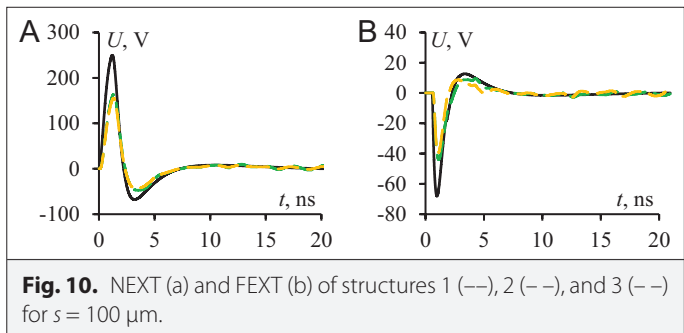 A
U, V
300
200
100
0
-100
0 5 10 15 20
t, ns
B
U, V
40
20
0
-20
-40
-60
-80
0 5 10 15 20
t, ns
Fig. 10. NEXT (a) and FEXT (b) of structures 1 (––), 2 (– –), and 3 (– –)
for s = 100 μm.